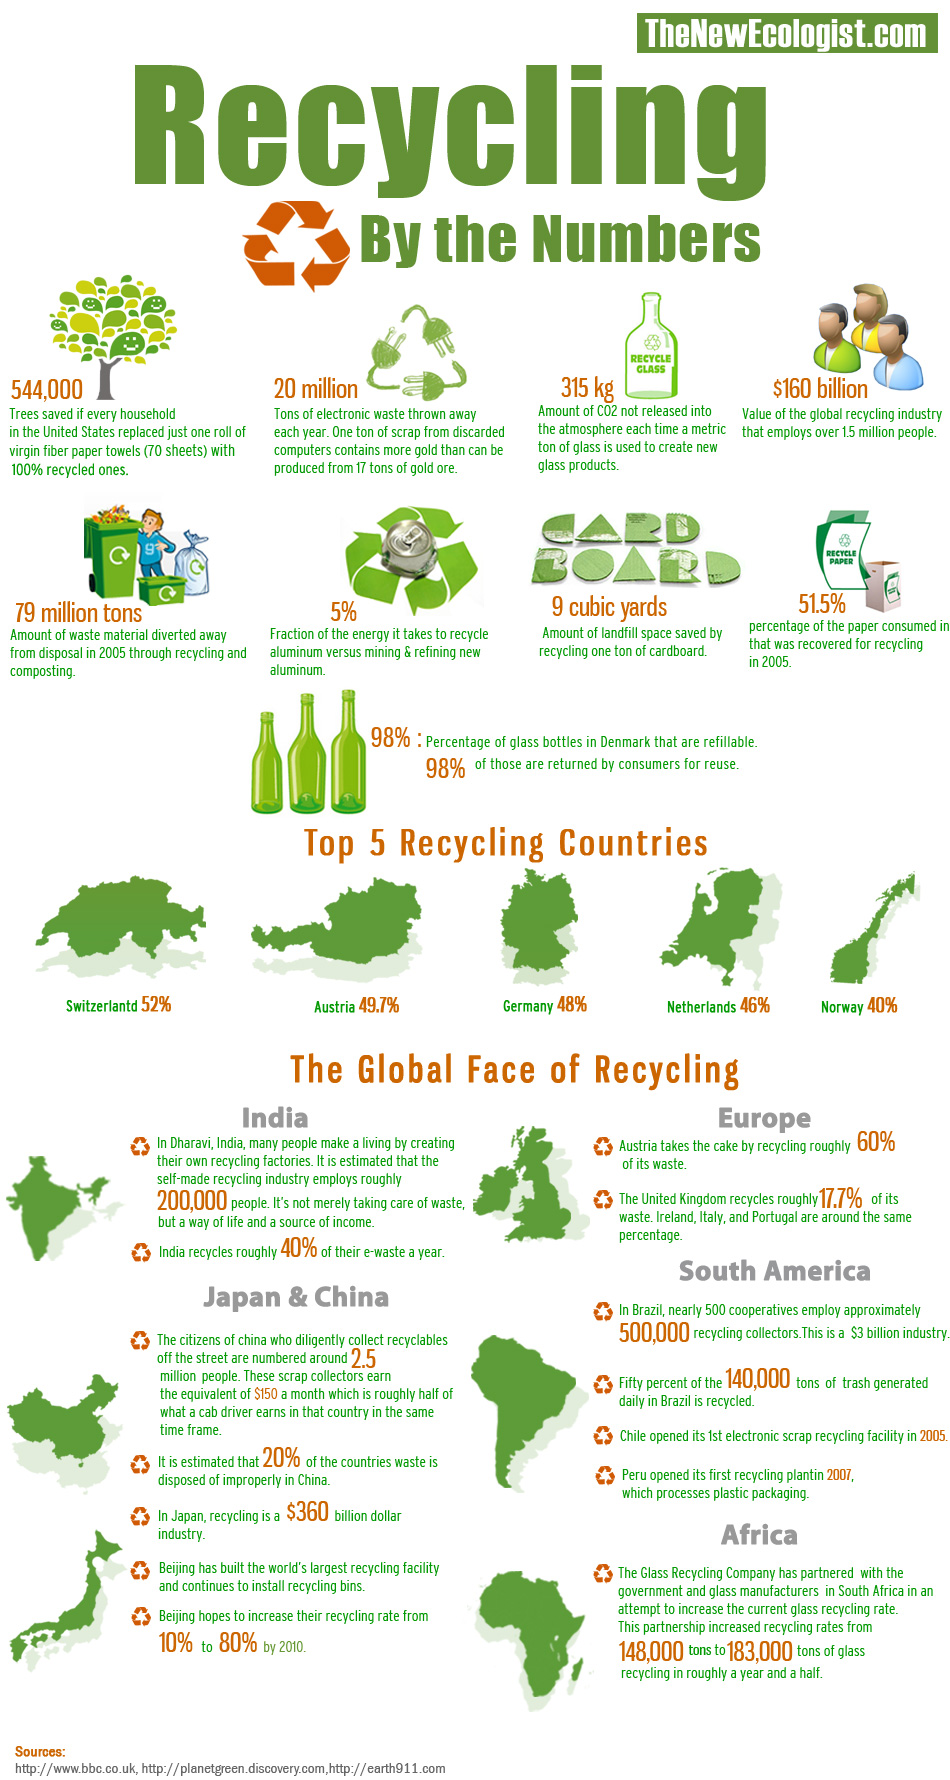 TheNewEcologist.com
Recycling
By the Numbers
544,000
Trees saved if every household
in the United States replaced just one roll of
virgin fiber paper towels (70 sheets) with
100% recycled ones.
20 million
Tons of electronic waste thrown away
each year. One ton of scrap from discarded
computers contains more gold than can be
produced from 17 tons of gold ore.
RECYCLE
GLASS
315 kg
Amount of CO2 not released into
the atmosphere each time a metric
ton of glass is used to create new
glass products.
$160 billion
Value of the global recycling industry
that employs over 1.5 million people.
79 million tons
Amount of waste material diverted away
from disposal in 2005 through recycling and
composting.
5%
Fraction of the energy it takes to recycle
aluminum versus mining & refining new
aluminum.
CARD
BOARD
9 cubic yards
Amount of landfill space saved by
recycling one ton of cardboard.
RECYCLE
PAPER
51.5%
percentage of the paper consumed in
that was recovered for recycling
in 2005.
98% : Percentage of glass bottles in Denmark that are refillable.
98% of those are returned by consumers for reuse.
Top 5 Recycling Countries
Switzerlantd 52%
Austria 49.7%
Germany 48%
Netherlands 46%
Norway 40%
The Global Face of Recycling
India
In Dharavi, India, many people make a living by creating
their own recycling factories. It is estimated that the
self-made recycling industry employs roughly
200,000 people. It's not merely taking care of waste,
but a way of life and a source of income.
India recycles roughly 40% of their e-waste a year.
Japan & China
The citizens of china who diligently collect recyclables
off the street are numbered around 2.5
million people. These scrap collectors earn
the equivalent of $150 a month which is roughly half of
what a cab driver earns in that country in the same
time frame.
It is estimated that 20% of the countries waste is
disposed of improperly in China.
In Japan, recycling is a $360 billion dollar
industry.
Beijing has built the world's largest recycling facility
and continues to install recycling bins.
Beijing hopes to increase their recycling rate from
10% to 80% by 2010.
Europe
Austria takes the cake by recycling roughly 60%
of its waste.
The United Kingdom recycles roughly 17.7% of its
waste. Ireland, Italy, and Portugal are around the same
percentage.
South America
In Brazil, nearly 500 cooperatives employ approximately
500,000 recycling collectors.This is a $3 billion industry.
Fifty percent of the 140,000 tons of trash generated
daily in Brazil is recycled.
Chile opened its 1st electronic scrap recycling facility in 2005.
Peru opened its first recycling plantin 2007,
which processes plastic packaging.
Africa
The Glass Recycling Company has partnered with the
government and glass manufacturers in South Africa in an
attempt to increase the current glass recycling rate.
This partnership increased recycling rates from
148,000 tons to 183,000 tons of glass
recycling in roughly a year and a half.
Sources:
http://www.bbc.co.uk, http://planetgreen.discovery.com,http://earth911.com